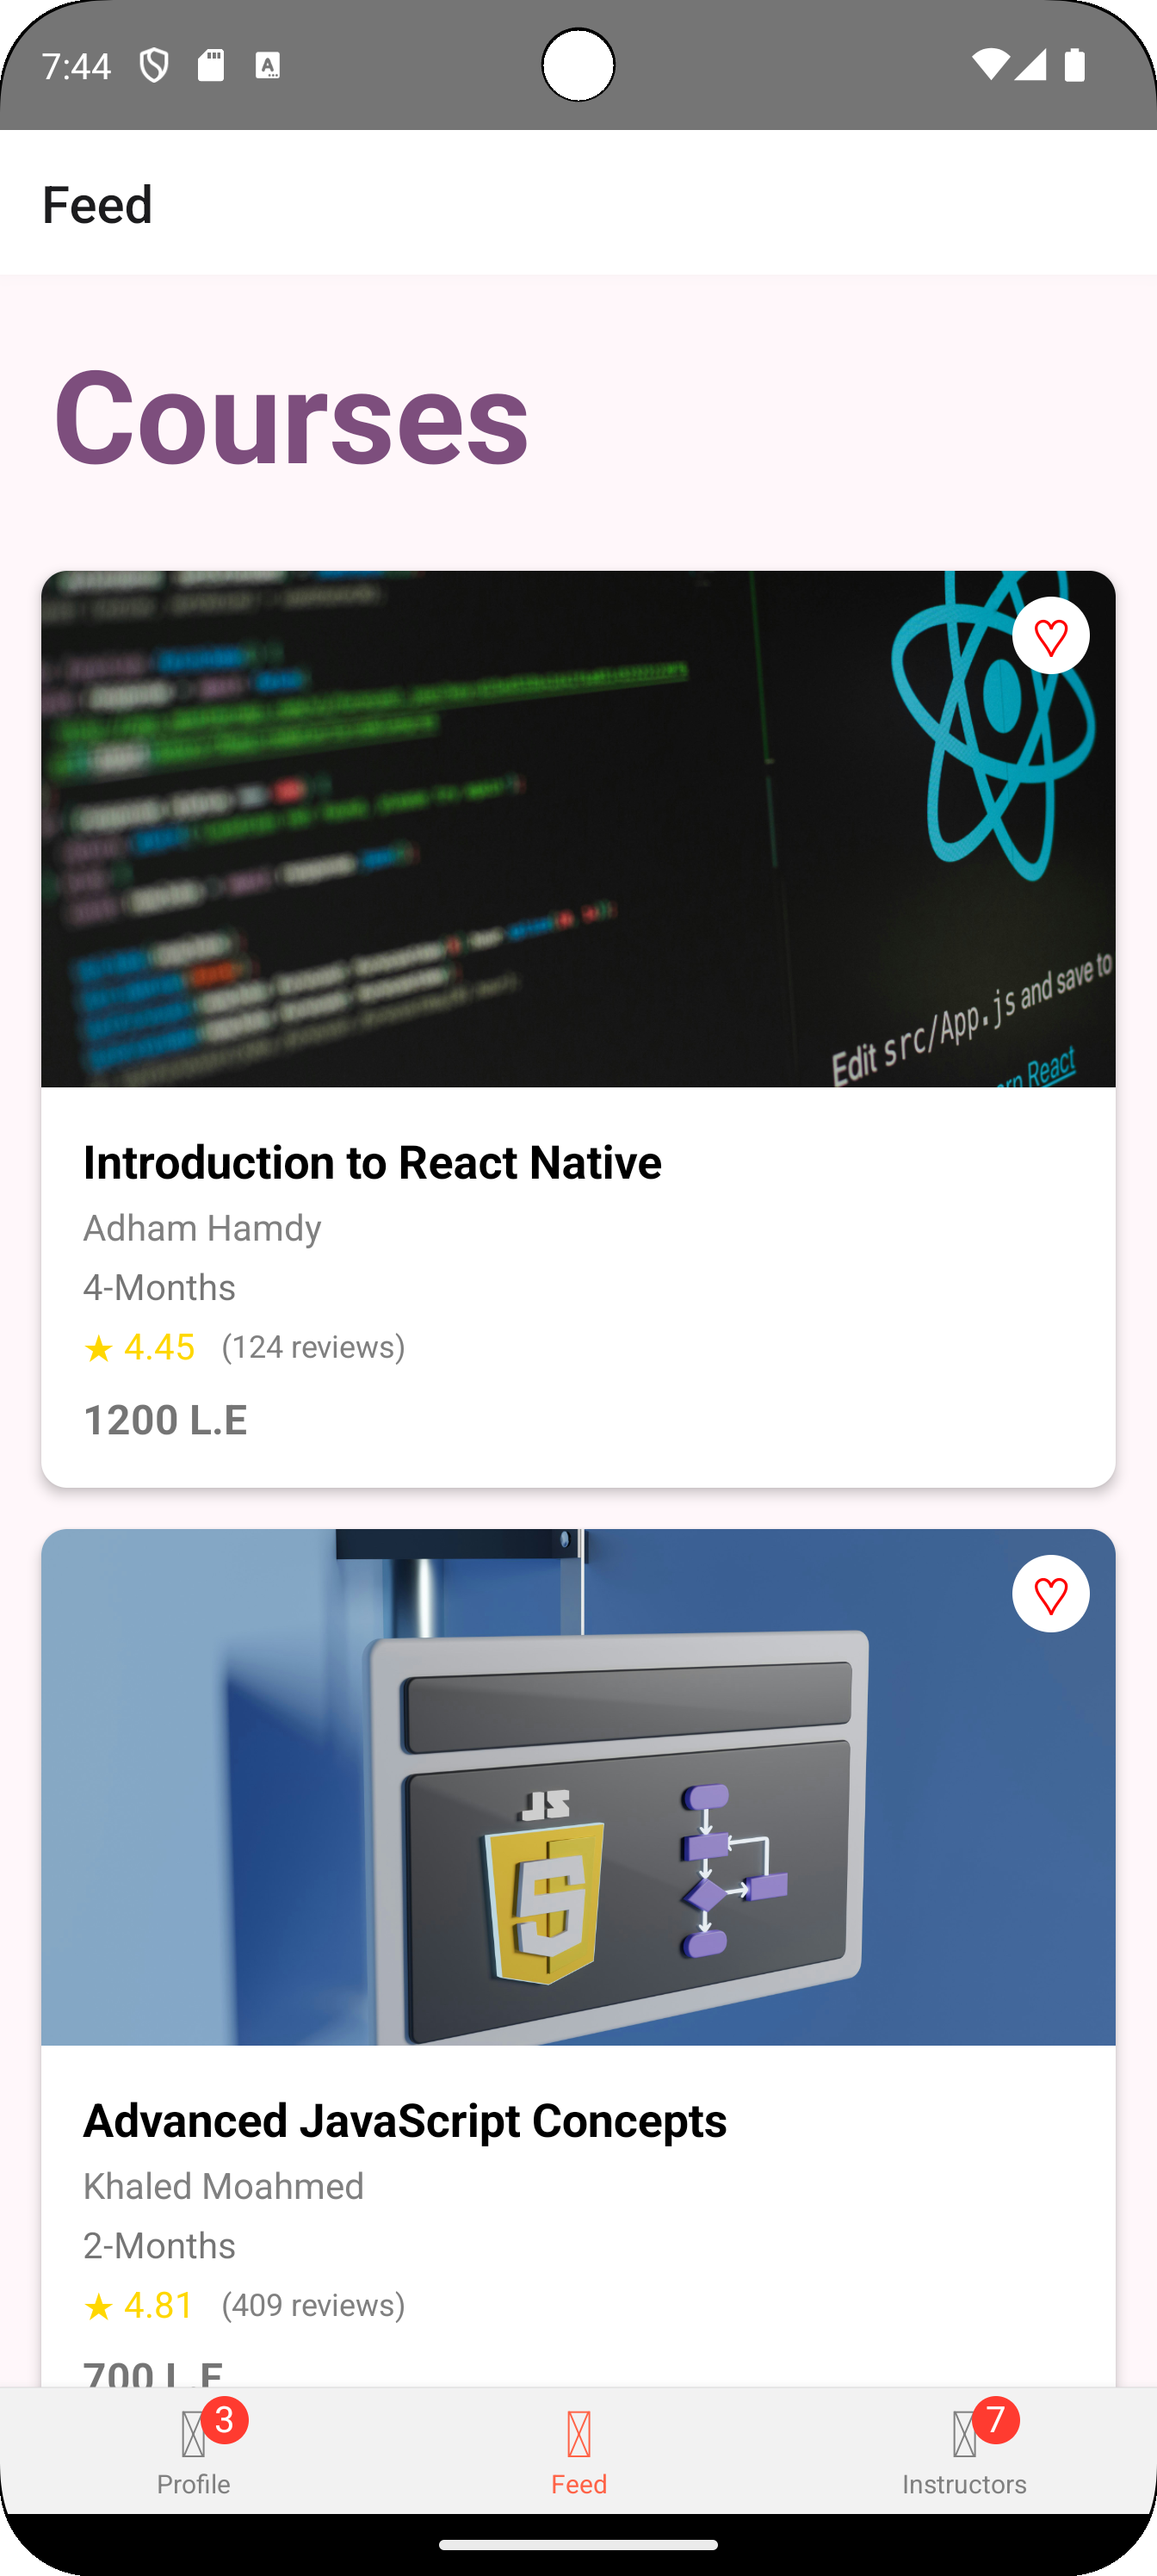 7:44
Feed
Courses
Edit src/App.js and save to
React
Introduction to React Native
Adham Hamdy
4-Months
★ 4.45 (124 reviews)
1200 L.E
JS
5
Advanced JavaScript Concepts
Khaled Moahmed
2-Months
★ 4.81 (409 reviews)
700 L.E
3
7
Profile
Feed
Instructors